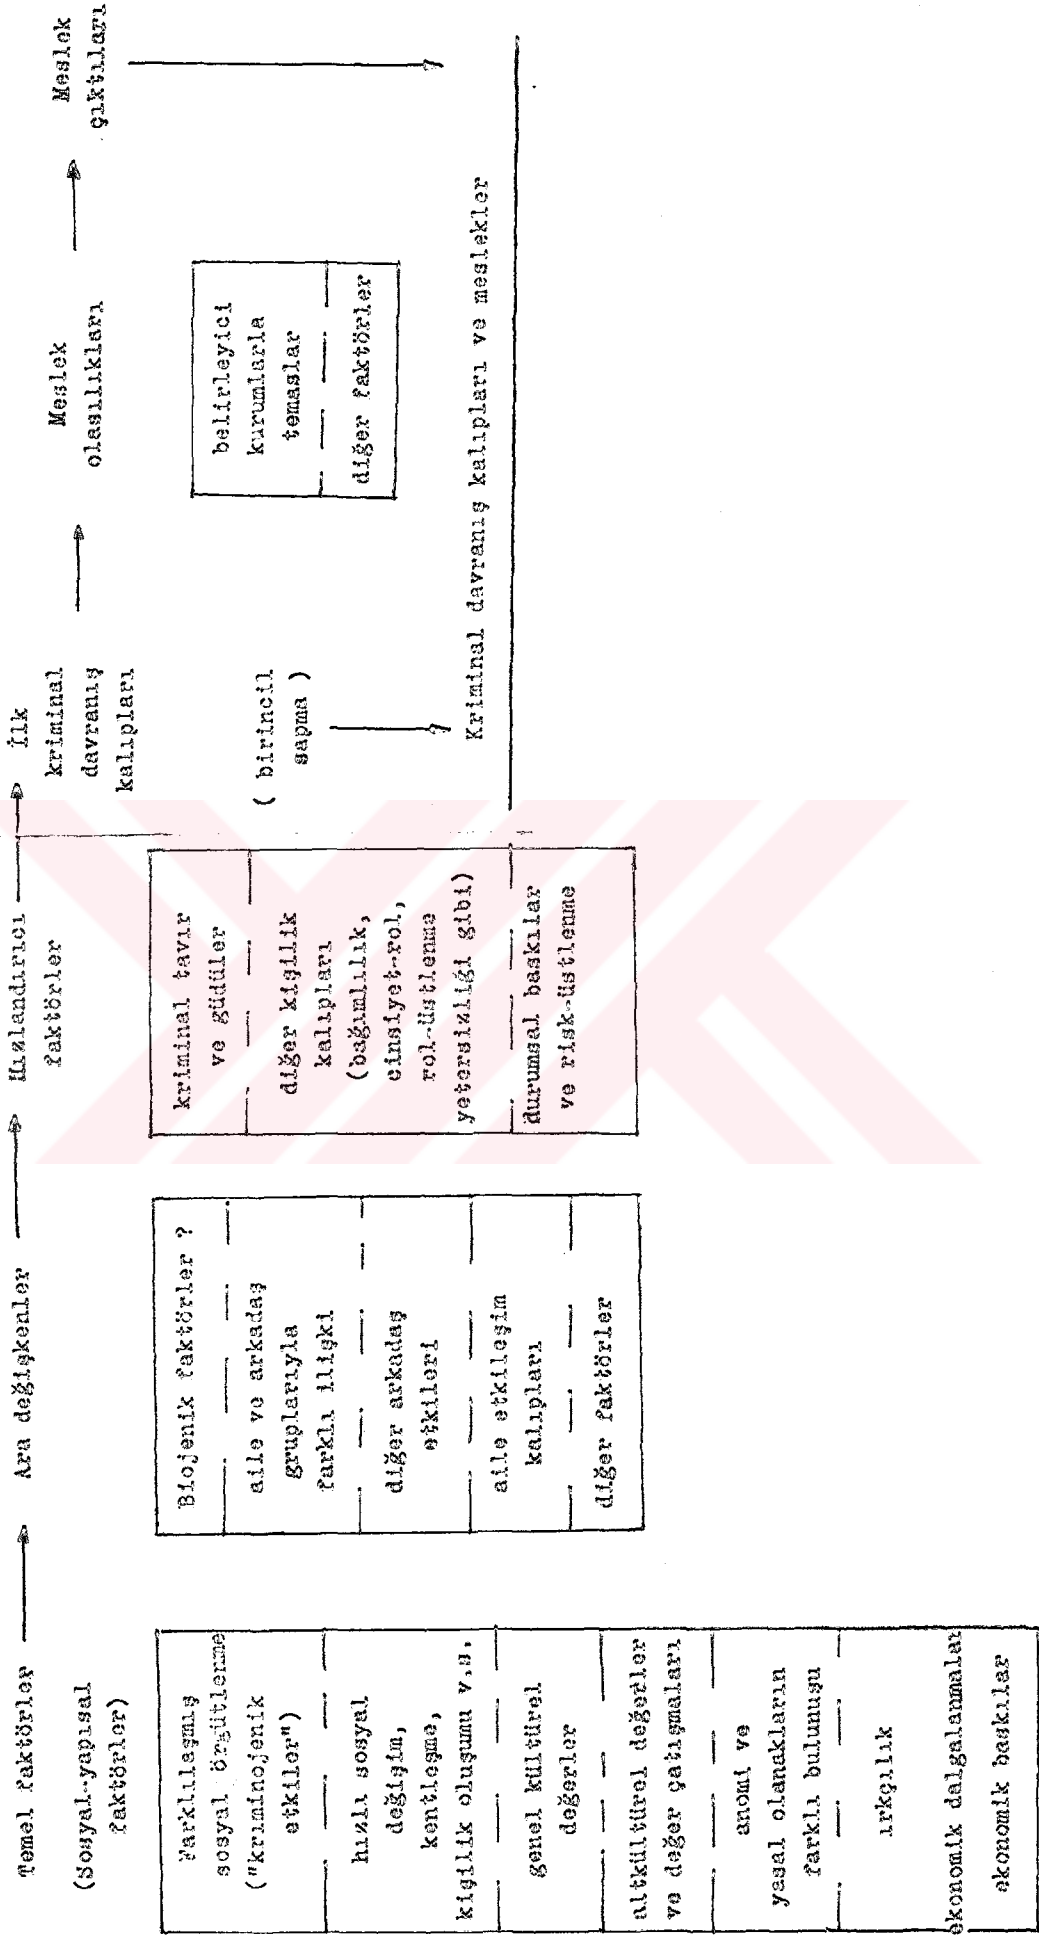 Temel faktörler
(Sosyal-yapısal
faktörler)
Farklılaşmış
sosyal örgütlenme
("kriminojenik
etkiler")
hızlı sosyal
değişim,
kentleşme,
kişilik oluşumu v.s.
genel kültürel
değerler
altkültürel değerler
ve değer çatışmaları
anomi ve
yasal olanakların
farklı bulunuşu
ırkçılık
ekonomik dalgalanmalar
ekonomik baskılar
Ara değişkenler
Biojenik faktörler ?
aile ve arkadaş
gruplarıyla
farklı ilişki
diğer arkadaş
etkileri
aile etkileşim
kalıpları
diğer faktörler
Hızlandırıcı
faktörler
kriminal tavır
ve güdüler
diğer kişilik
kalıpları
(bağımlılık,
cinsiyet-rol,
rol-üstlenme
yetersizliği gibi)
durumsal baskılar
ve risk-üstlenme
İlk
kriminal
davranış
kalıpları
( birincil
sapma )
Meslek
olasılıkları
belirleyici
kurumlarla
temaslar
diğer faktörler
Meslek
çıktıları
Kriminal davranış kalıpları ve meslekler